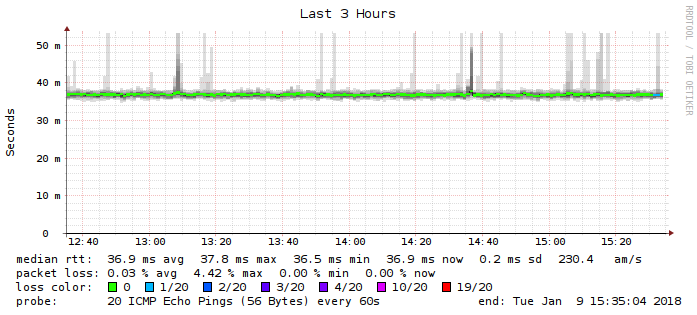 Last 3 Hours
RRDTOOL / TOBI OETIKER
Seconds
50 m
40 m
30 m
20 m
10 m
0
12:40 13:00 13:20 13:40 14:00 14:20 14:40 15:00 15:20
median rtt: 36.9 ms avg 37.8 ms max 36.5 ms min 36.9 ms now 0.2 ms sd 230.4 am/s
packet loss: 0.03 % avg 4.42 % max 0.00 % min 0.00 % now
loss color: 0 1/20 2/20 3/20 4/20 10/20 19/20
probe: 20 ICMP Echo Pings (56 Bytes) every 60s end: Tue Jan 9 15:35:04 2018